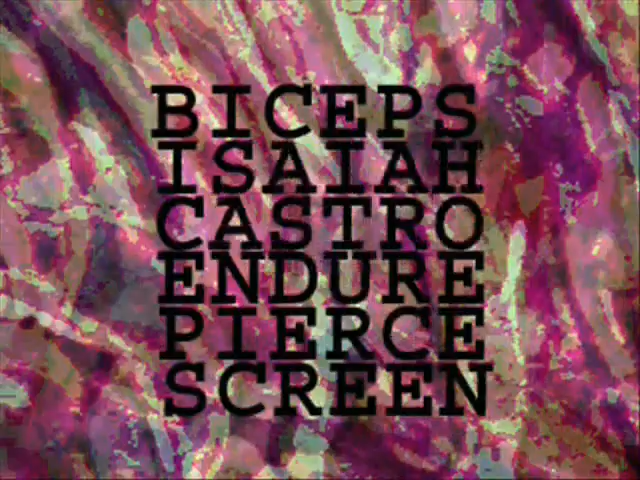 BICEPS
ISAIAH
CASTRO
ENDURE
PIERCE
SCREEN